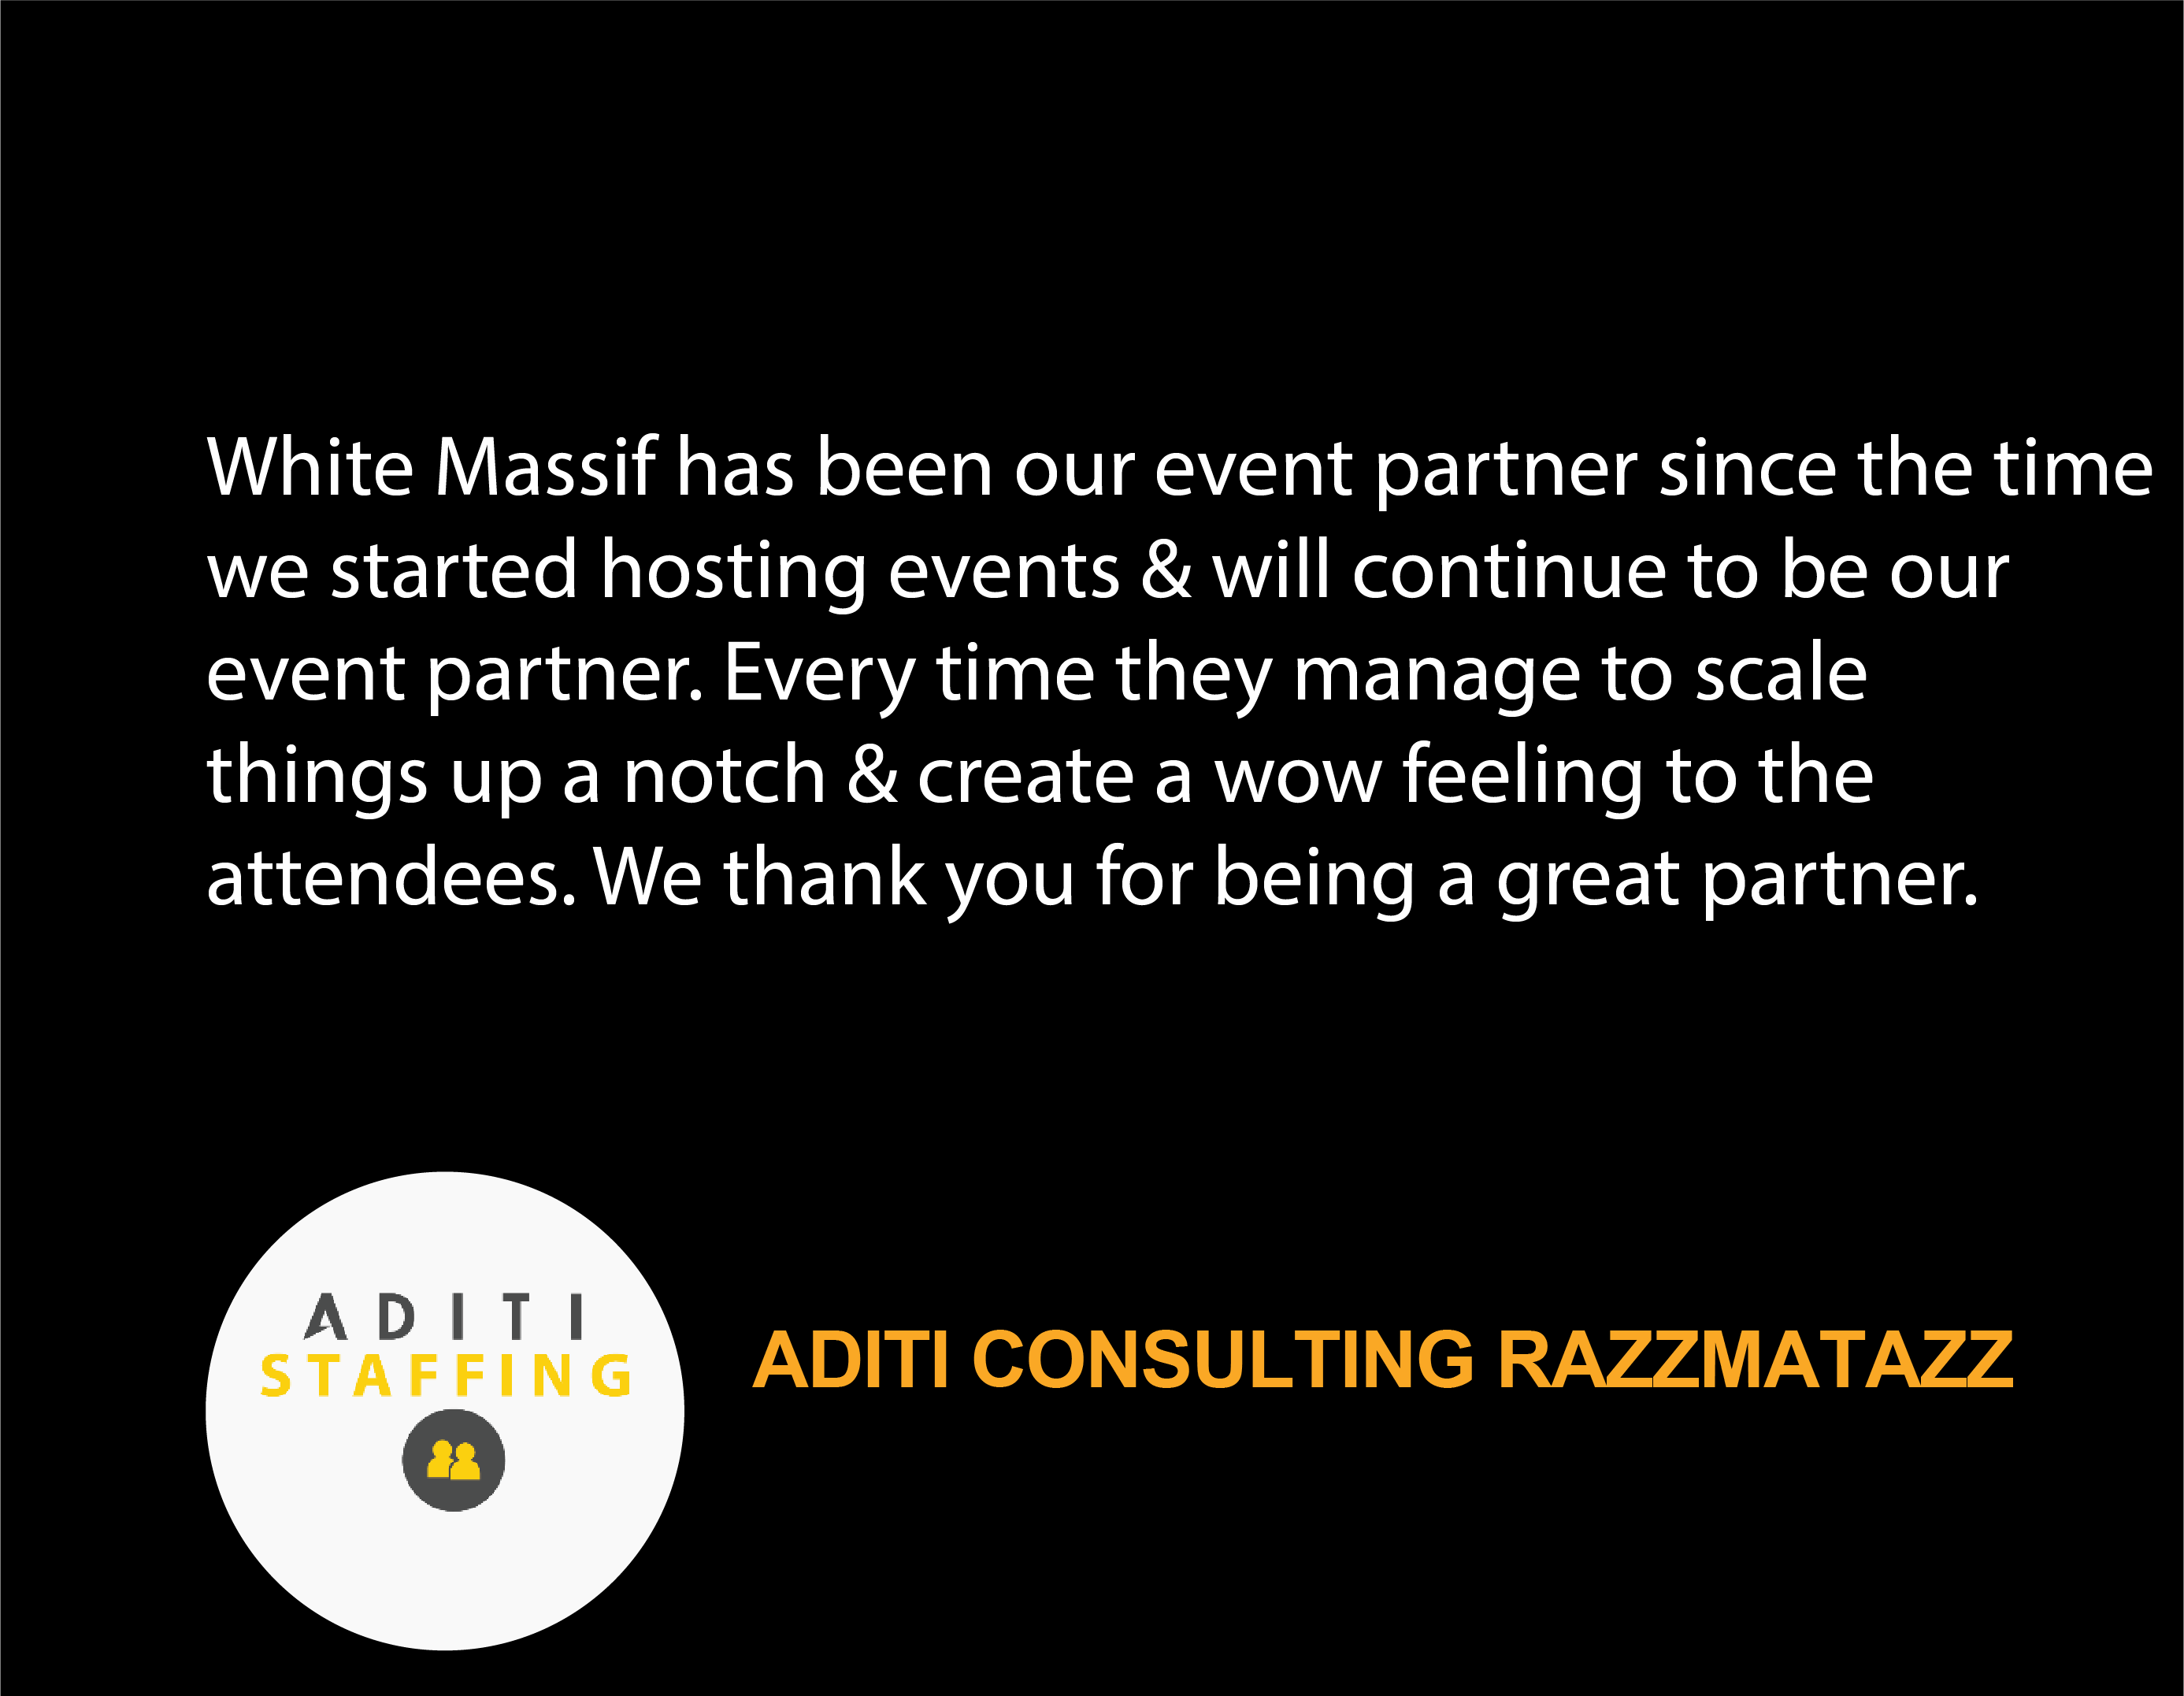 White Massif has been our event partner since the time
we started hosting events & will continue to be our
event partner. Every time they manage to scale
things up a notch & create a wow feeling to the
attendees. We thank you for being a great partner.
ADITI
STAFFING
ADITI CONSULTING RAZZMATAZZ